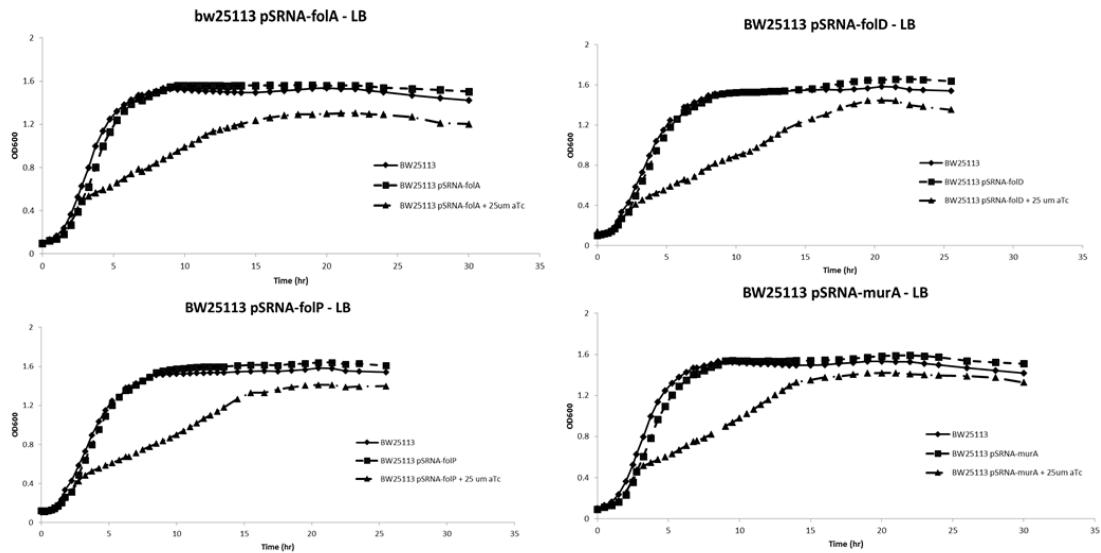 bw25113 pSRNA-folA - LB
2
1.6
1.2
0.8
0.4
0
OD600
0
5
10
15
20
25
30
35
Time (hr)
BW25113
BW25113 pSRNA-folA
BW25113 pSRNA-folA + 25um aTc
BW25113 pSRNA-folD - LB
2
1.6
1.2
0.8
0.4
0
OD600
0
5
10
15
20
25
30
35
Time (hr)
BW25113
BW25113 pSRNA-folD
BW25113 pSRNA-folD + 25 um aTc
BW25113 pSRNA-folP - LB
2
1.6
1.2
0.8
0.4
0
OD600
0
5
10
15
20
25
30
35
Time (hr)
BW25113
BW25113 pSRNA-folP
BW25113 pSRNA-folP + 25 um aTc
BW25113 pSRNA-murA - LB
2
1.6
1.2
0.8
0.4
0
OD600
0
5
10
15
20
25
30
35
Time (hr)
BW25113
BW25113 pSRNA-murA
BW25113 pSRNA-murA + 25um aTc